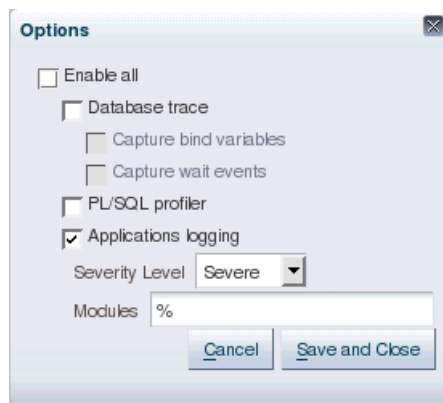 Options
Enable all
Database trace
Capture bind variables
Capture wait events
PL/SQL profiler
Applications logging
Severity Level Severe
Modules %
Cancel Save and Close